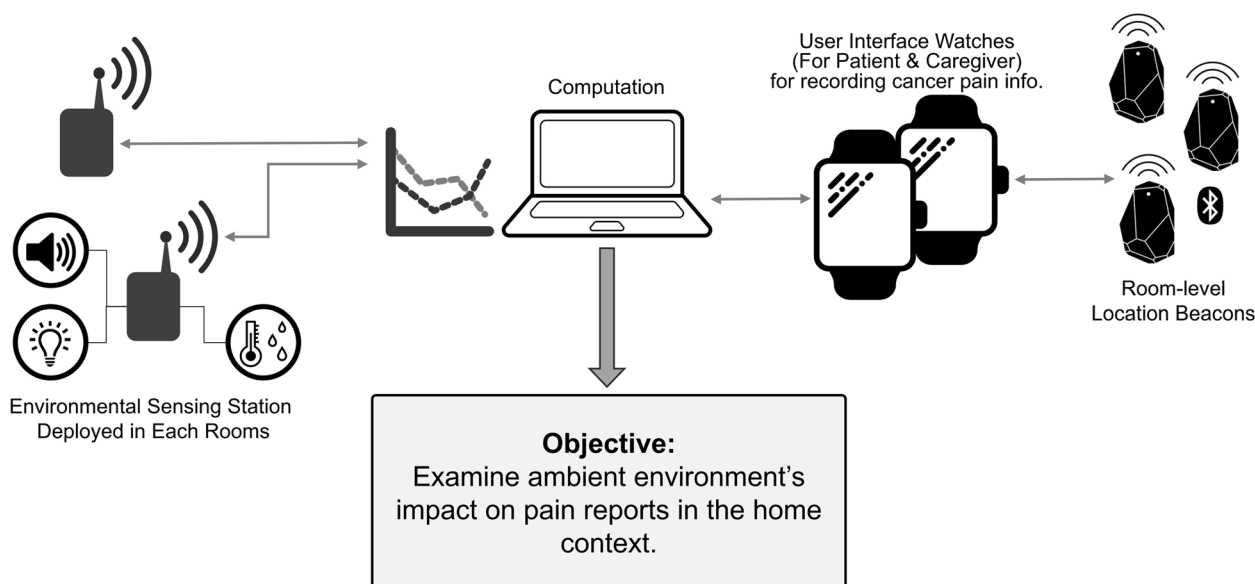 Computation
User Interface Watches
(For Patient & Caregiver)
for recording cancer pain info.
Room-level
Location Beacons
Environmental Sensing Station
Deployed in Each Rooms
Objective:
Examine ambient environment’s
impact on pain reports in the home
context.